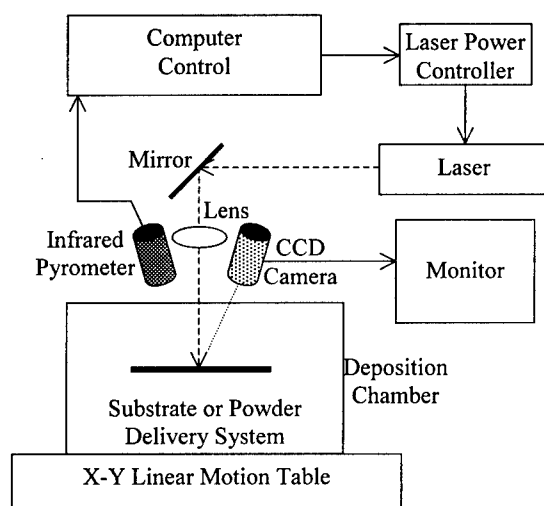 Computer
Control
Laser Power
Controller
Mirror
Laser
Lens
Infrared
Pyrometer
CCD
Camera
Monitor
Deposition
Chamber
Substrate or Powder
Delivery System
X-Y Linear Motion Table